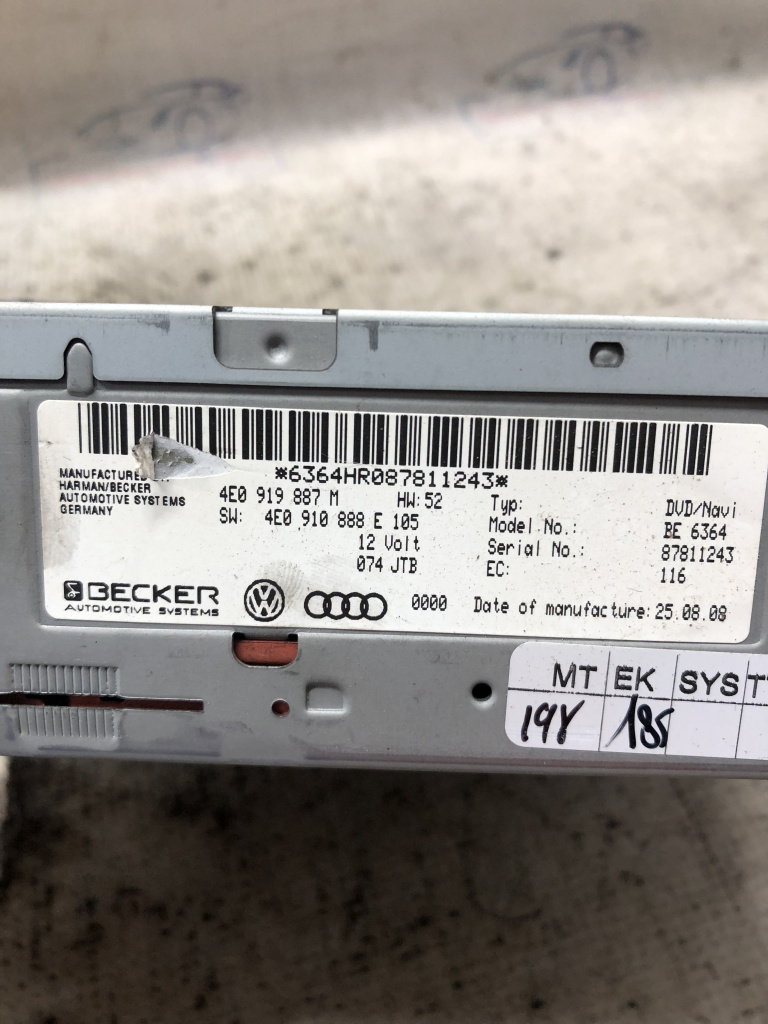 *6364HR087811243*
MANUFACTURED
HARMAN/BECKER
AUTOMOTIVE SYSTEMS
GERMANY
4E0 919 887 M HW:52
SW: 4E0 910 888 E 105
12 Volt
074 JTB
Typ: DVD/Navi
Model No.: BE 6364
Serial No.: 87811243
EC: 116
BECKER
AUTOMOTIVE SYSTEMS
0000 Date of manufacture: 25.08.08
MT EK SYS
185